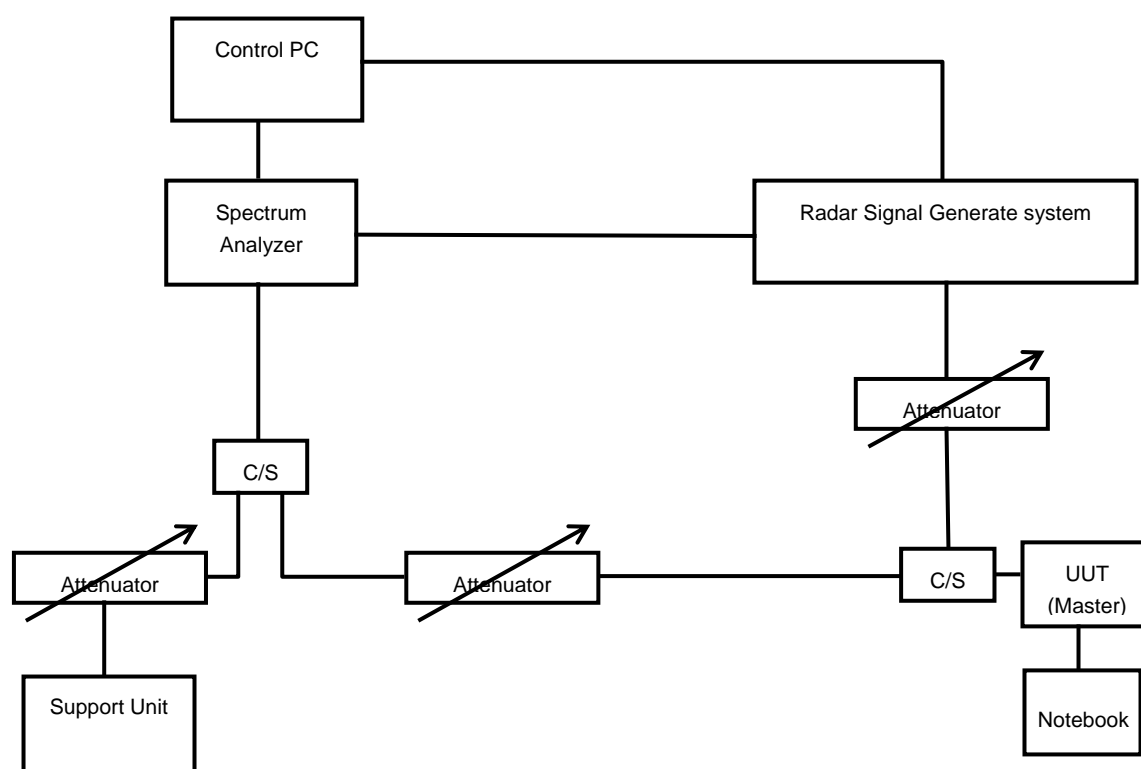 Control PC
Spectrum
Analyzer
Radar Signal Generate system
Attenuator
C/S
Attenuator
Attenuator
C/S
UUT
(Master)
Support Unit
Notebook